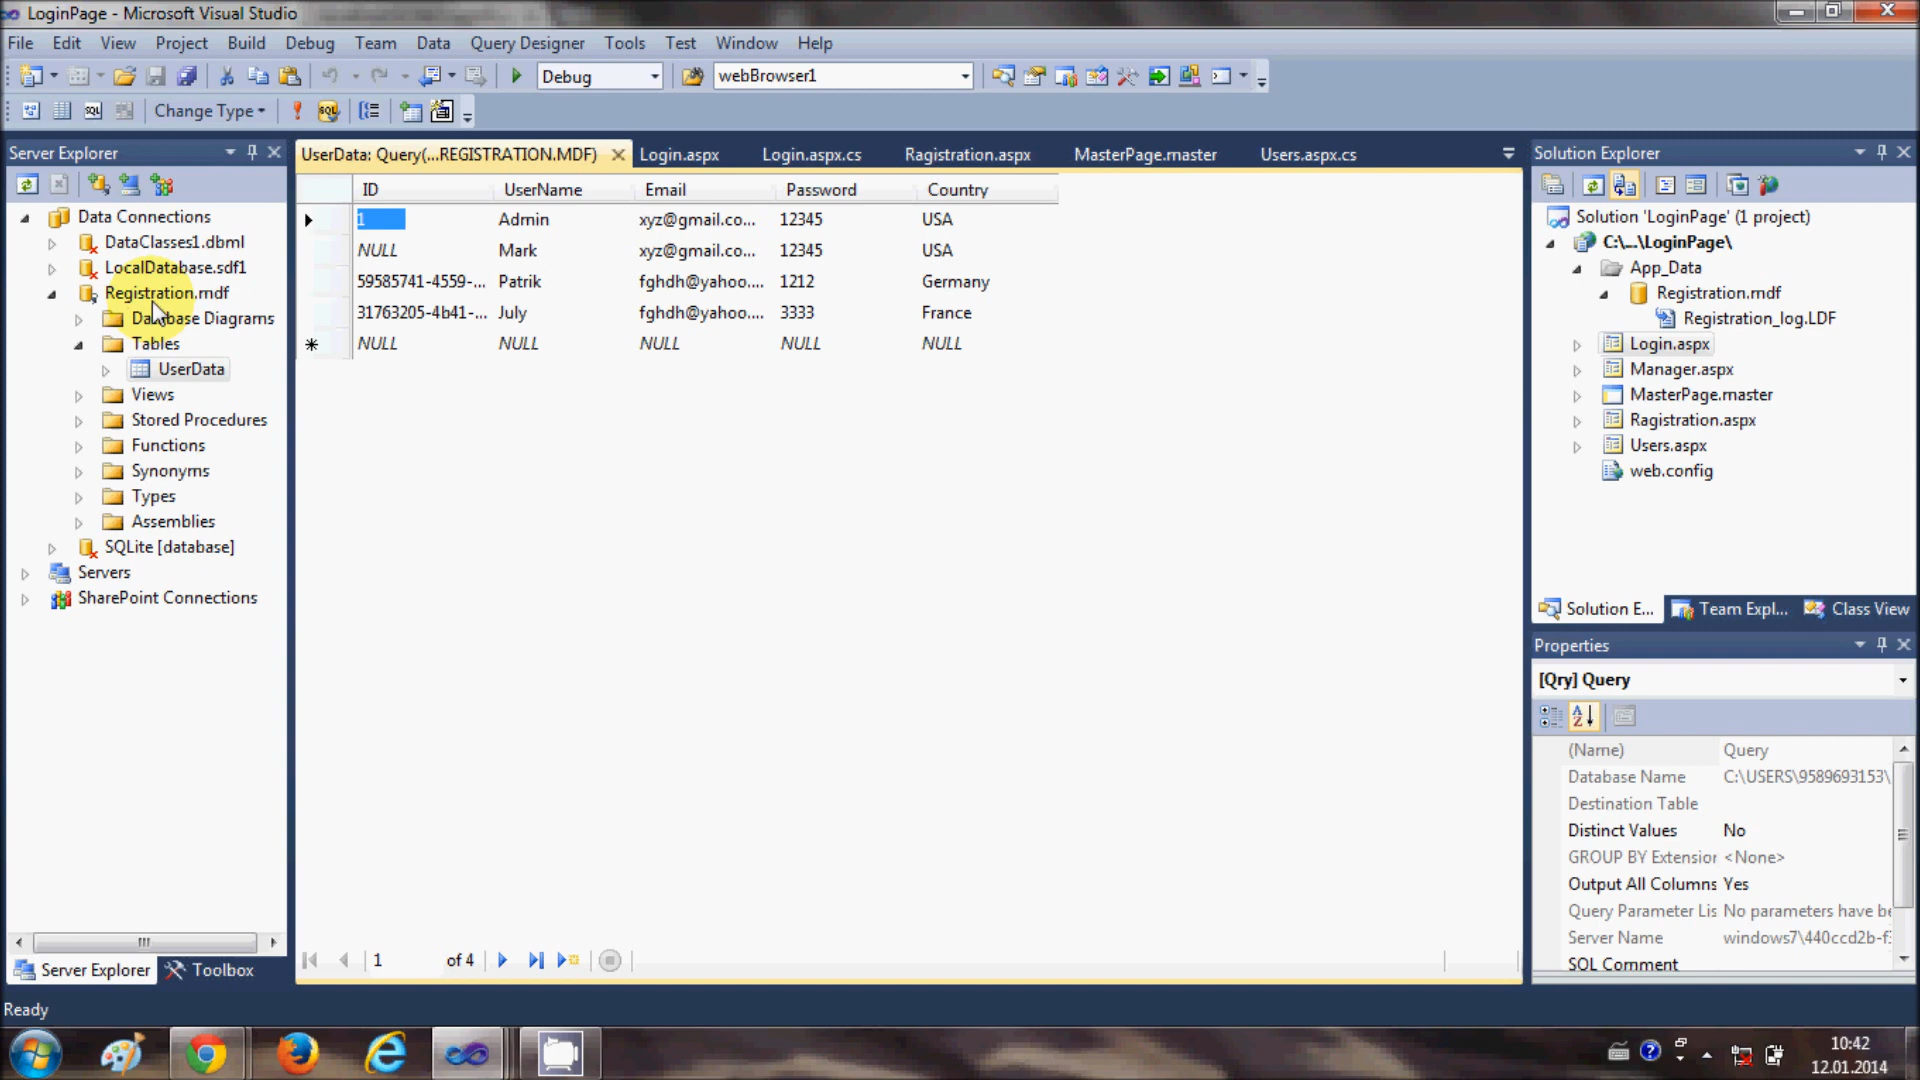 LoginPage - Microsoft Visual Studio
File Edit View Project Build Debug Team Data Query Designer Tools Test Window Help
Debug webBrowser1
Change Type
Server Explorer
Data Connections
DataClasses1.dbml
LocalDatabase.sdf1
Registration.mdf
Database Diagrams
Tables
UserData
Views
Stored Procedures
Functions
Synonyms
Types
Assemblies
SQLite [database]
Servers
SharePoint Connections
Server Explorer Toolbox
UserData: Query(...REGISTRATION.MDF) Login.aspx Login.aspx.cs Ragistration.aspx MasterPage.master Users.aspx.cs
ID UserName Email Password Country
1 Admin xyz@gmail.co... 12345 USA
NULL Mark xyz@gmail.co... 12345 USA
59585741-4559-... Patrik fghdh@yahoo.... 1212 Germany
31763205-4b41-... July fghdh@yahoo.... 3333 France
NULL NULL NULL NULL NULL
1 of 4
Solution Explorer
Solution 'LoginPage' (1 project)
C:\...\LoginPage\
App_Data
Registration.mdf
Registration_log.LDF
Login.aspx
Manager.aspx
MasterPage.master
Ragistration.aspx
Users.aspx
web.config
Solution E... Team Expl... Class View
Properties
[Qry] Query
(Name) Query
Database Name C:\USERS\9589693153\
Destination Table
Distinct Values No
GROUP BY Extension <None>
Output All Columns Yes
Query Parameter Lis No parameters have be
Server Name windows7\440ccd2b-f
SQL Comment
Ready
10:42
12.01.2014